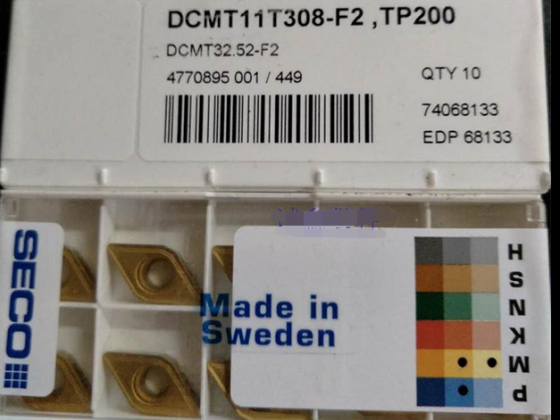 DCMT11T308-F2 ,TP200
DCMT32.52-F2
4770895 001 / 449
QTY 10
74068133
EDP 68133
SECO
Made in
Sweden
H
S
N
K
M
P